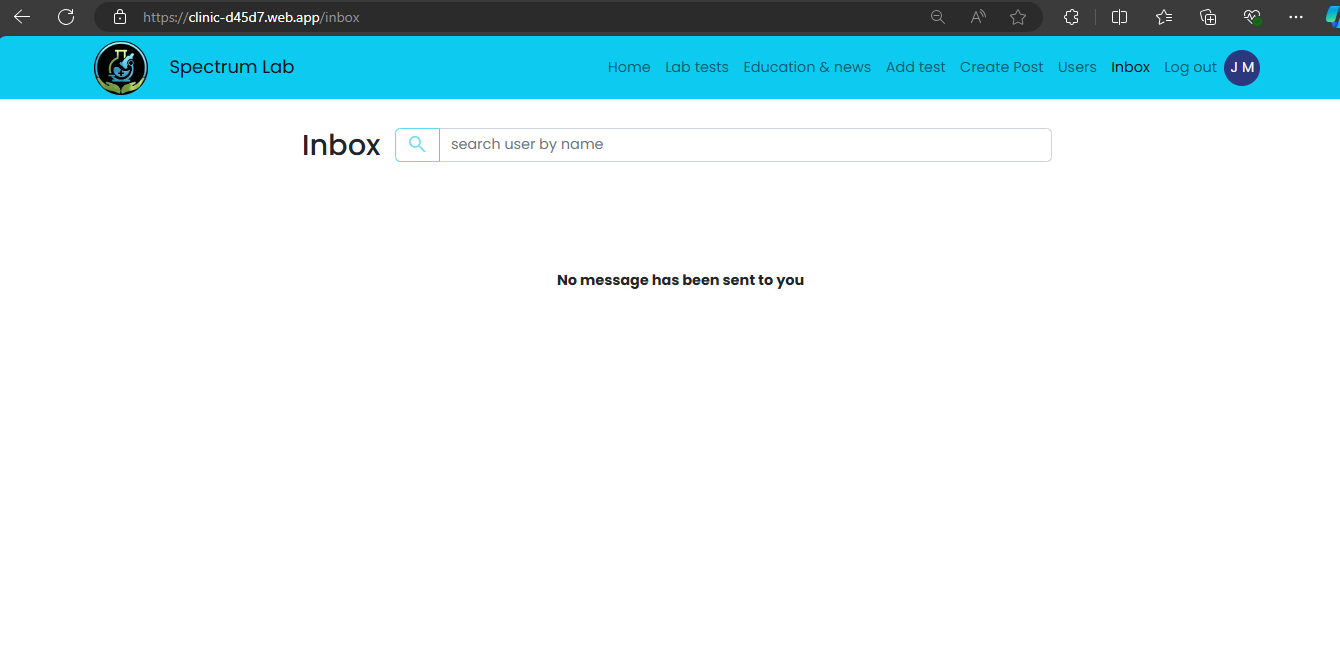 https://clinic-d45d7.web.app/inbox
Spectrum Lab
Home Lab tests Education & news Add test Create Post Users Inbox Log out J M
Inbox search user by name
No message has been sent to you